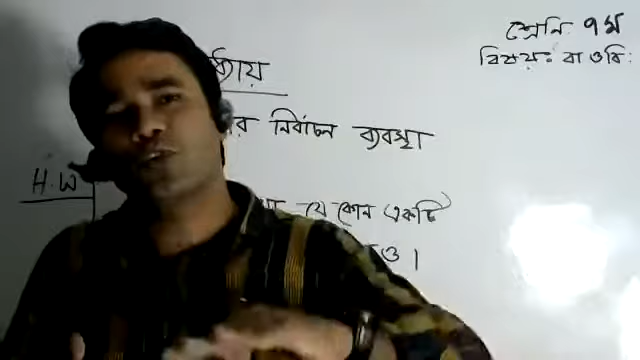 শ্রেনি: ৭ম
বিষয়: বা ওবি:
ধ্যায়
র নির্বাচন ব্যবস্থা
H.W
যে কোন একটি
ও।